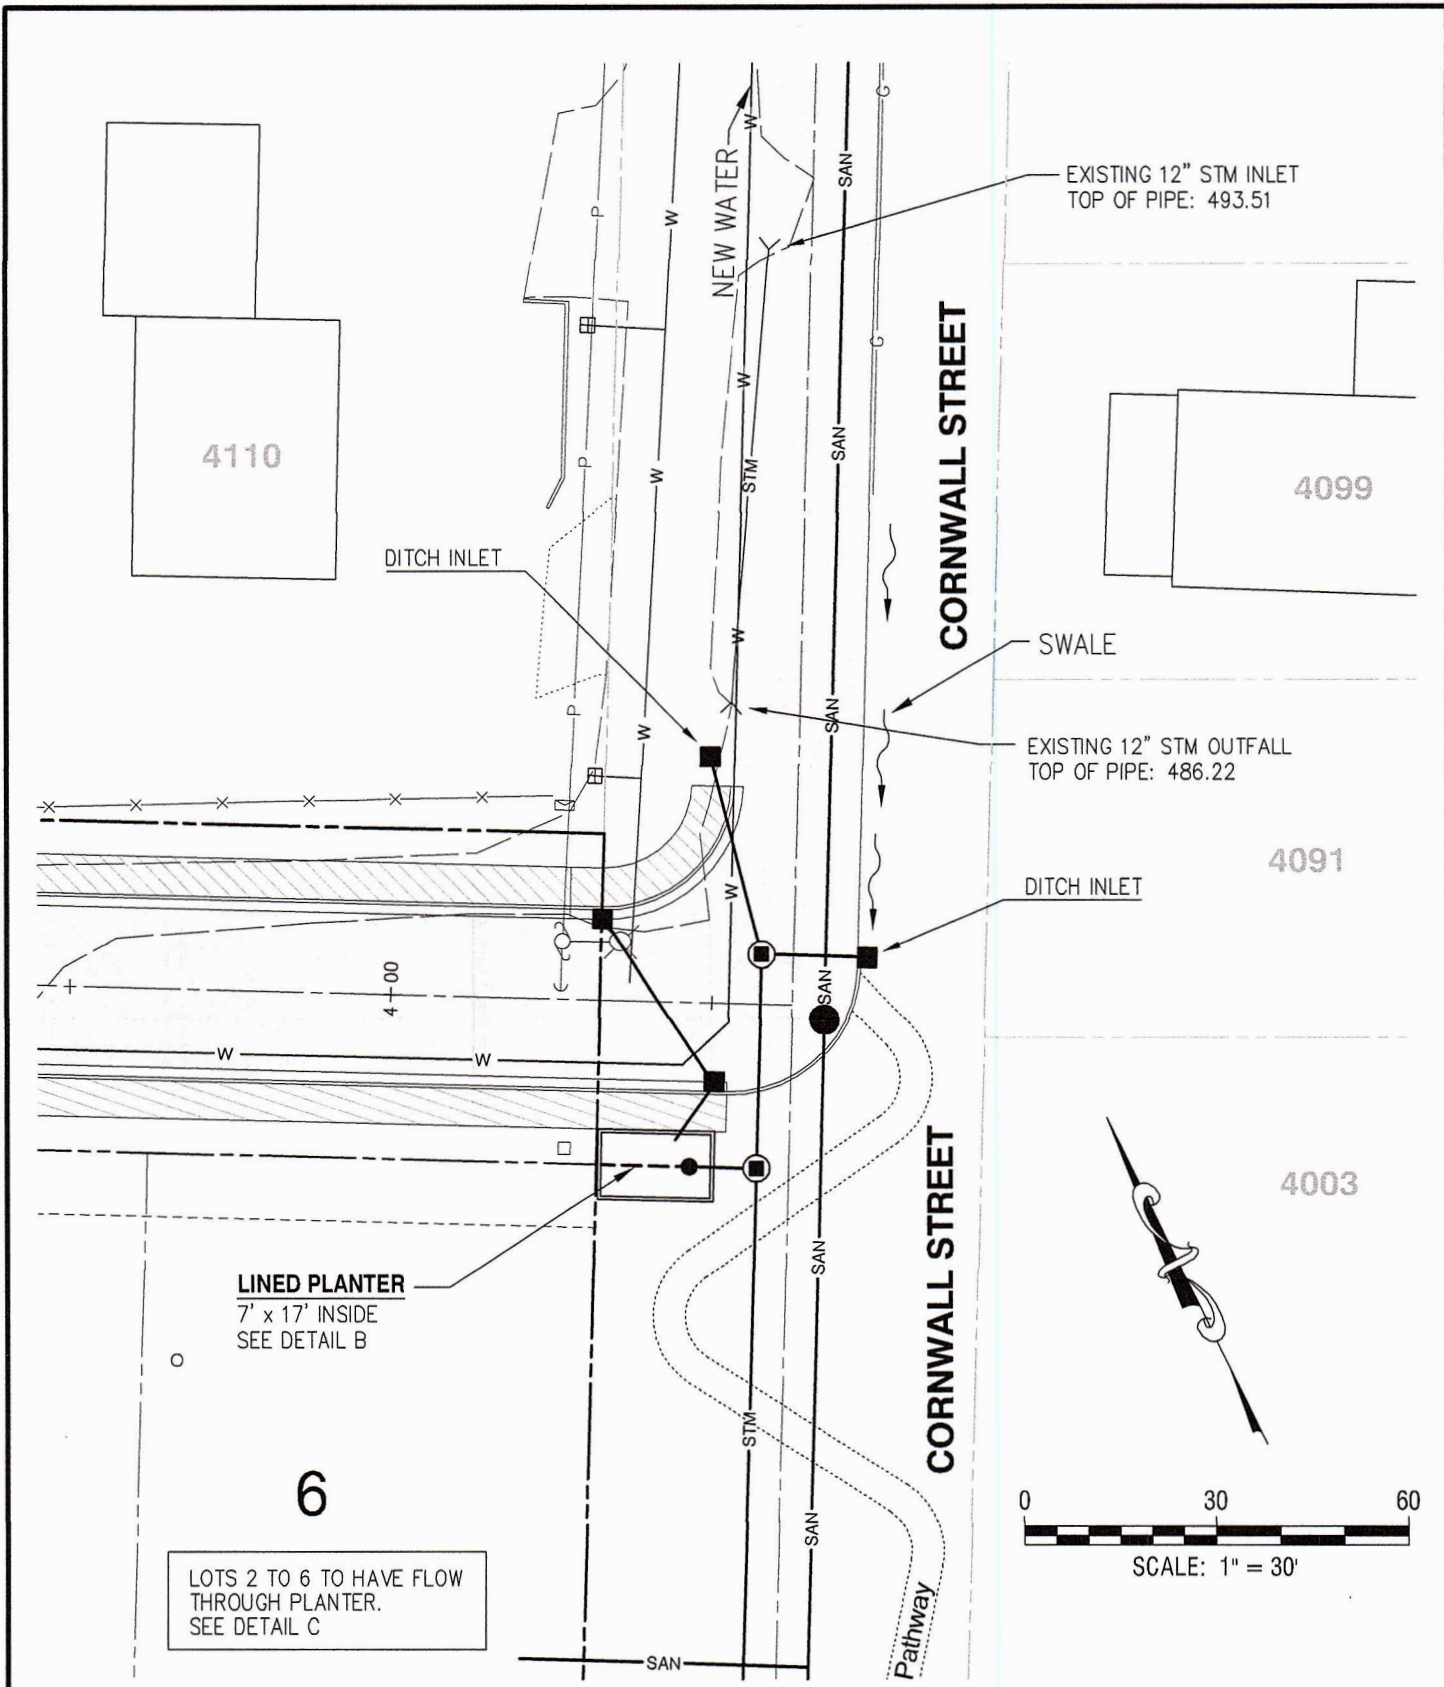 EXISTING 12" STM INLET
TOP OF PIPE: 493.51
NEW WATER
W
W
SAN
G
P
W
W
G
CORNWALL STREET
4110
4099
P
W
STM
SAN
DITCH INLET
W
SWALE
P
W
SAN
EXISTING 12" STM OUTFALL
TOP OF PIPE: 486.22
4091
DITCH INLET
W
4+00
SAN
W
W
4003
CORNWALL STREET
SAN
LINED PLANTER
7' x 17' INSIDE
SEE DETAIL B
STM
6
SAN
0 30 60
SCALE: 1" = 30'
LOTS 2 TO 6 TO HAVE FLOW
THROUGH PLANTER.
SEE DETAIL C
Pathway
SAN